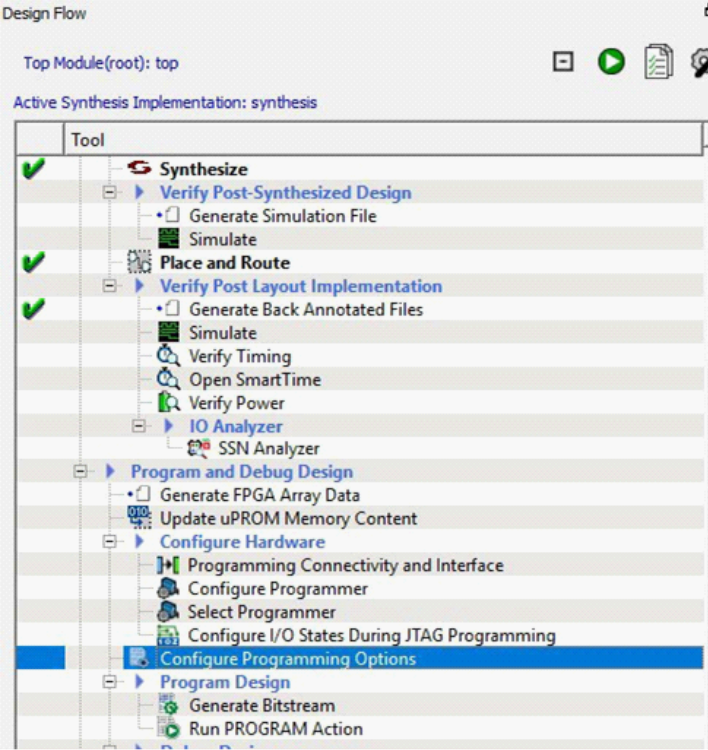 Design Flow
Top Module(root): top
Active Synthesis Implementation: synthesis
Tool
Synthesize
Verify Post-Synthesized Design
Generate Simulation File
Simulate
Place and Route
Verify Post Layout Implementation
Generate Back Annotated Files
Simulate
Verify Timing
Open SmartTime
Verify Power
IO Analyzer
SSN Analyzer
Program and Debug Design
Generate FPGA Array Data
Update uPROM Memory Content
Configure Hardware
Programming Connectivity and Interface
Configure Programmer
Select Programmer
Configure I/O States During JTAG Programming
Configure Programming Options
Program Design
Generate Bitstream
Run PROGRAM Action